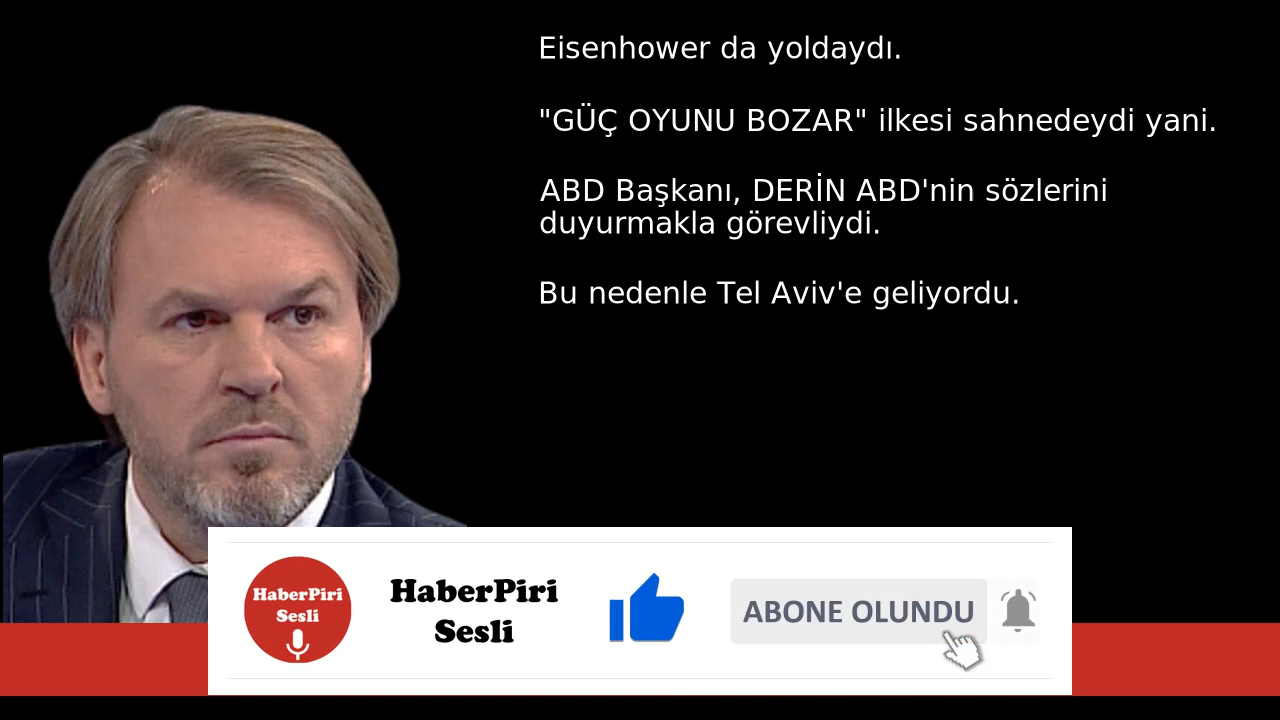 Eisenhower da yoldaydı.
"GÜÇ OYUNU BOZAR" ilkesi sahnedeydi yani.
ABD Başkanı, DERİN ABD'nin sözlerini
duyurmakla görevliydi.
Bu nedenle Tel Aviv'e geliyordu.
HaberPiri
Sesli
HaberPiri
Sesli
ABONE OLUNDU